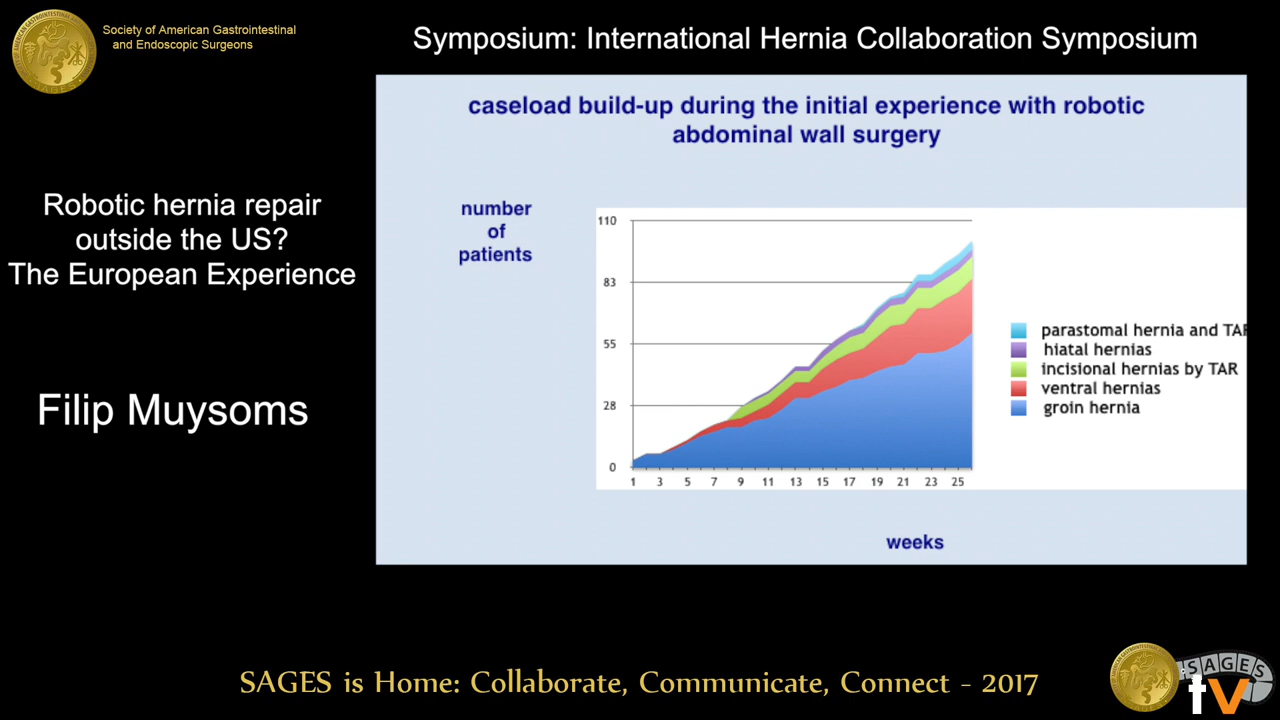 Society of American Gastrointestinal
and Endoscopic Surgeons
Symposium: International Hernia Collaboration Symposium
Robotic hernia repair
outside the US?
The European Experience
Filip Muysoms
caseload build-up during the initial experience with robotic
abdominal wall surgery
number
of
patients
110
83
55
28
0
1 3 5 7 9 11 13 15 17 19 21 23 25
weeks
parastomal hernia and TAR
hiatal hernias
incisional hernias by TAR
ventral hernias
groin hernia
SAGES is Home: Collaborate, Communicate, Connect - 2017
SAGES
tv